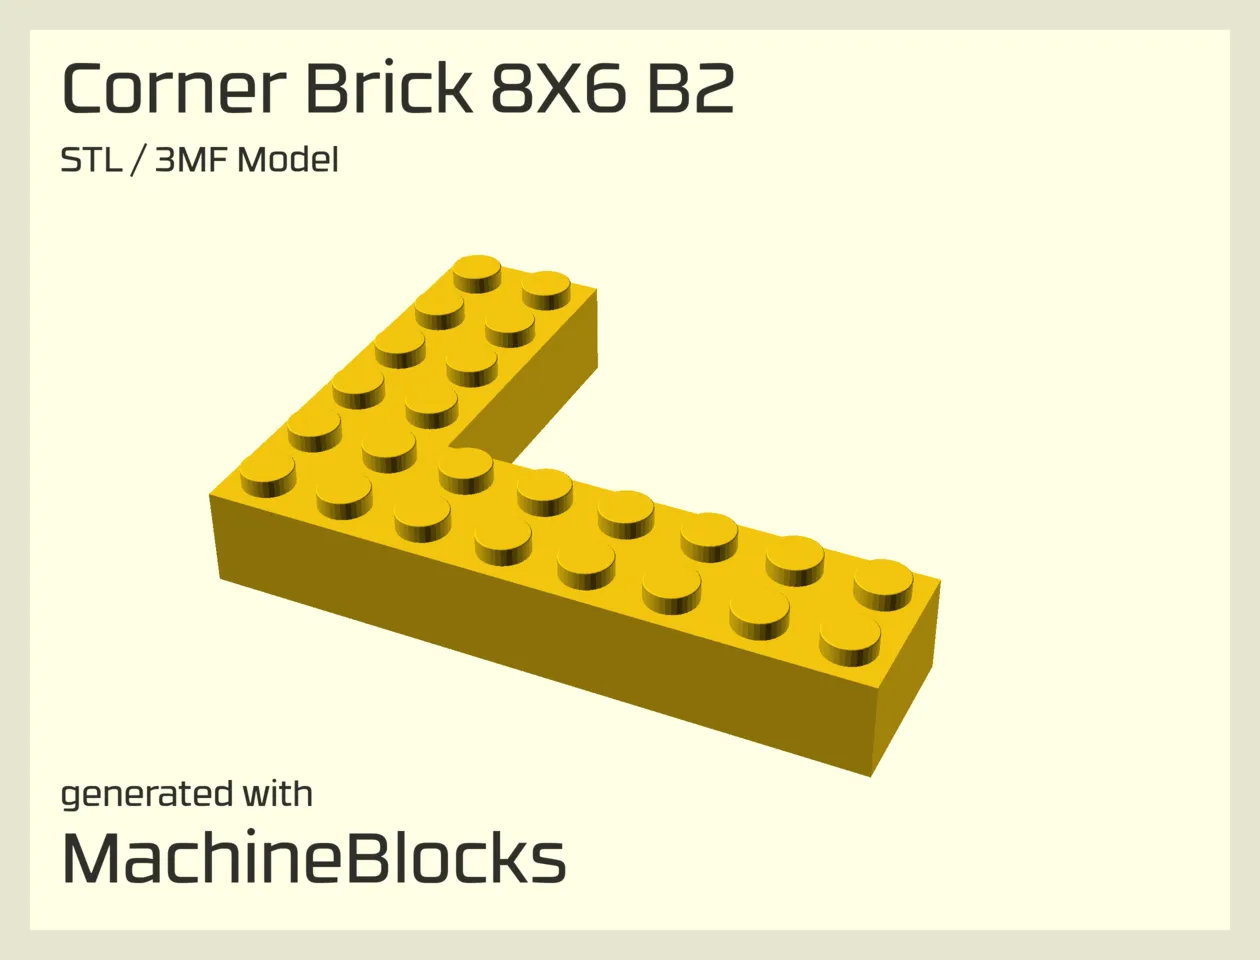 Corner Brick 8X6 B2
STL / 3MF Model
generated with
MachineBlocks